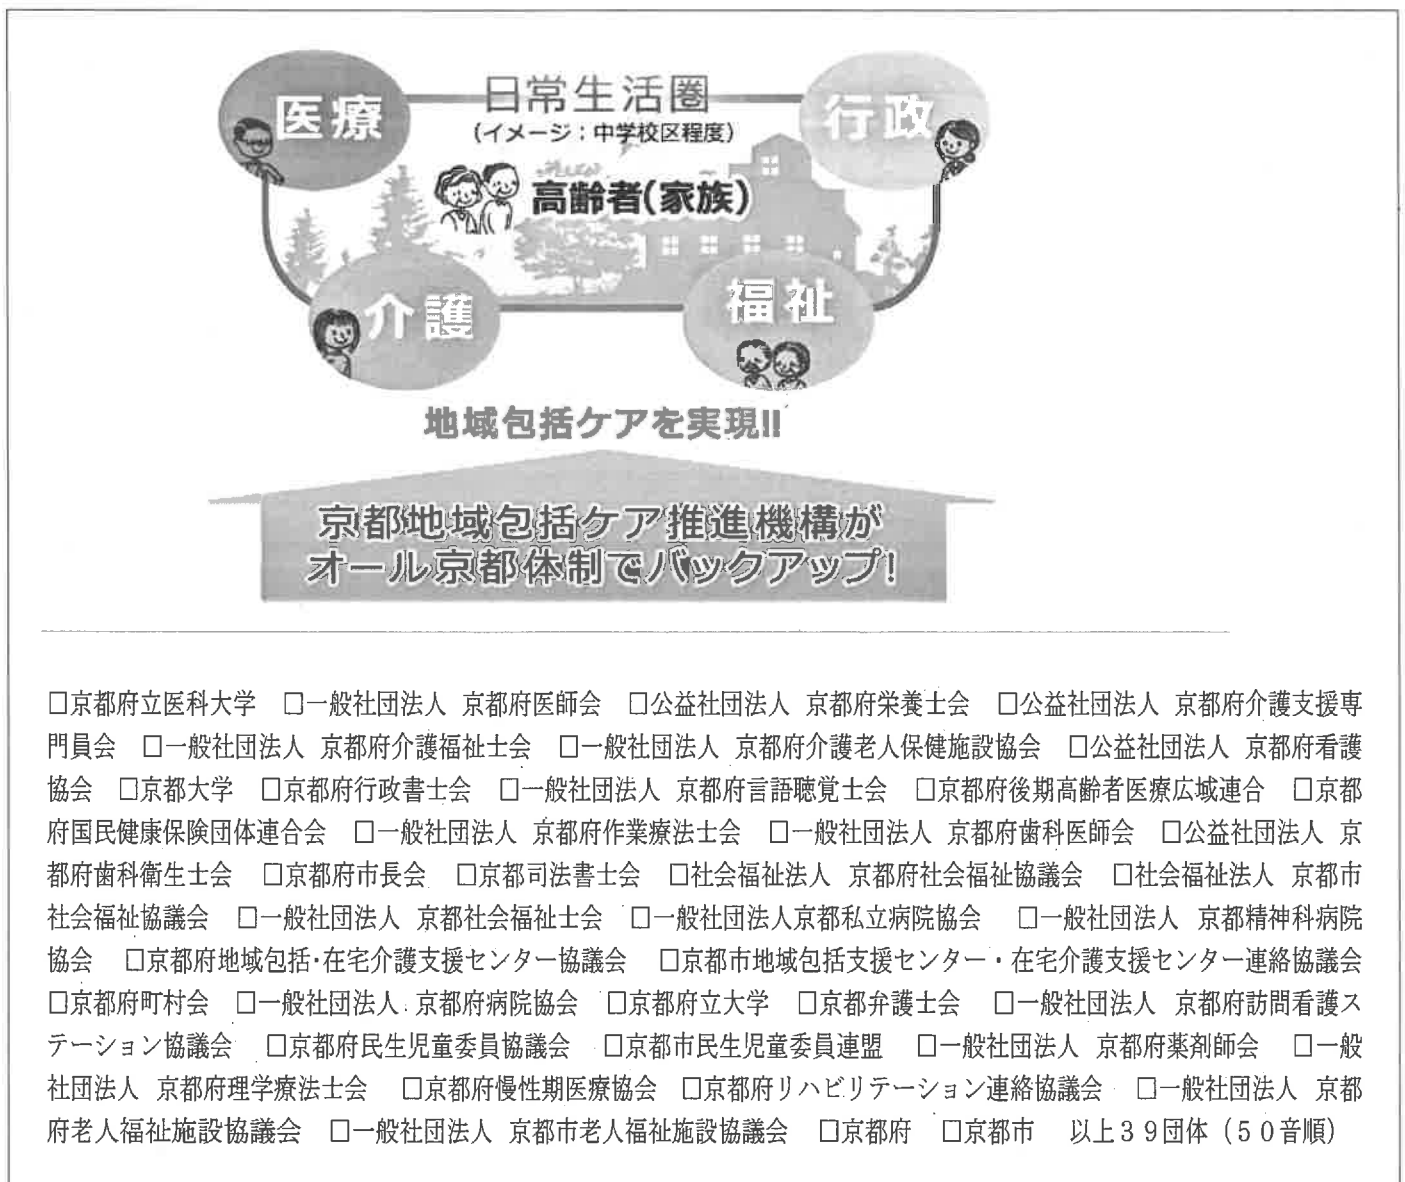 医療
日常生活圏
(イメージ：中学校区程度)
行政
高齢者(家族)
介護
福祉
地域包括ケアを実現!!
京都地域包括ケア推進機構が
オール京都体制でバックアップ!
□京都府立医科大学　□一般社団法人 京都府医師会　□公益社団法人 京都府栄養士会　□公益社団法人 京都府介護支援専
門員会　□一般社団法人 京都府介護福祉士会　□一般社団法人 京都府介護老人保健施設協会　□公益社団法人 京都府看護
協会　□京都大学　□京都府行政書士会　□一般社団法人 京都府言語聴覚士会　□京都府後期高齢者医療広域連合　□京都
府国民健康保険団体連合会　□一般社団法人 京都府作業療法士会　□一般社団法人 京都府歯科医師会　□公益社団法人 京
都府歯科衛生士会　□京都府市長会　□京都司法書士会　□社会福祉法人 京都府社会福祉協議会　□社会福祉法人 京都市
社会福祉協議会　□一般社団法人 京都社会福祉士会　□一般社団法人京都私立病院協会　□一般社団法人 京都精神科病院
協会　□京都府地域包括・在宅介護支援センター協議会　□京都市地域包括支援センター・在宅介護支援センター連絡協議会
□京都府町村会　□一般社団法人 京都府病院協会　□京都府立大学　□京都弁護士会　□一般社団法人 京都府訪問看護ス
テーション協議会　□京都府民生児童委員協議会　□京都市民生児童委員連盟　□一般社団法人 京都府薬剤師会　□一般
社団法人 京都府理学療法士会　□京都府慢性期医療協会　□京都府リハビリテーション連絡協議会　□一般社団法人 京都
府老人福祉施設協議会　□一般社団法人 京都市老人福祉施設協議会　□京都府　□京都市　以上３９団体（５０音順）